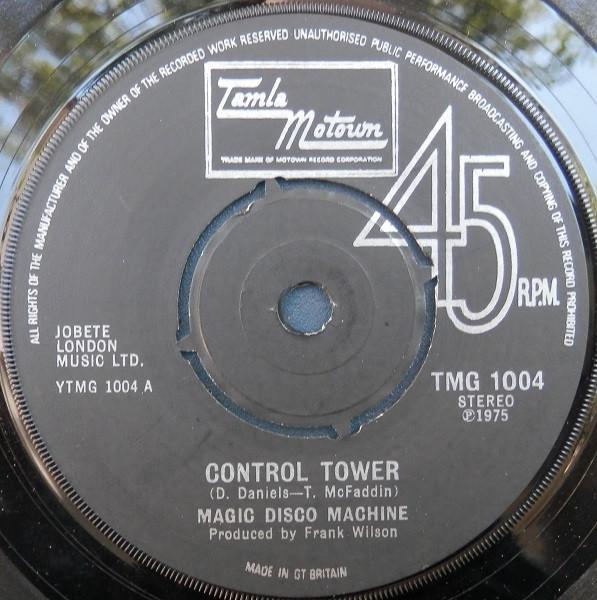 ALL RIGHTS OF THE MANUFACTURER AND OF THE OWNER OF THE RECORDED WORK RESERVED UNAUTHORISED PUBLIC PERFORMANCE BROADCASTING AND COPYING OF THIS RECORD PROHIBITED
Tamla
Motown
TRADE MARK OF MOTOWN RECORD CORPORATION
45
R.P.M.
JOBETE
LONDON
MUSIC LTD.
YTMG 1004 A
TMG 1004
STEREO
℗1975
CONTROL TOWER
(D. Daniels—T. McFaddin)
MAGIC DISCO MACHINE
Produced by Frank Wilson
MADE IN GT BRITAIN